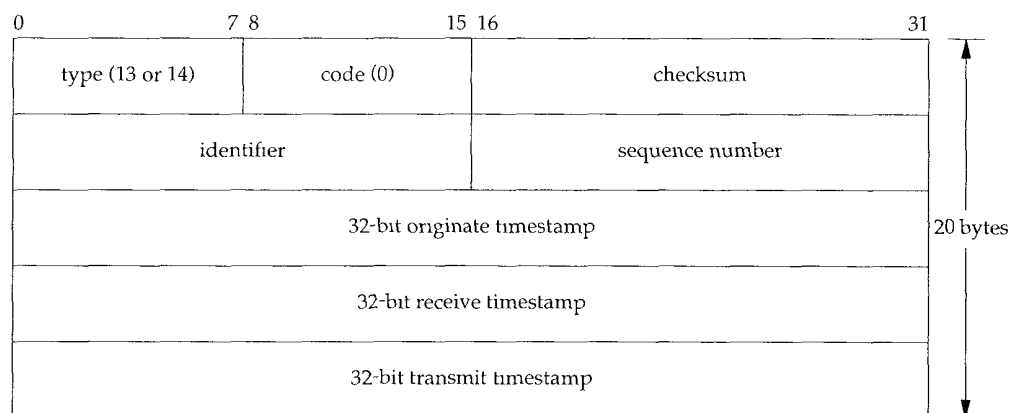 0 7 8 15 16 31
type (13 or 14) code (0) checksum
identifier sequence number
32-bit originate timestamp
20 bytes
32-bit receive timestamp
32-bit transmit timestamp